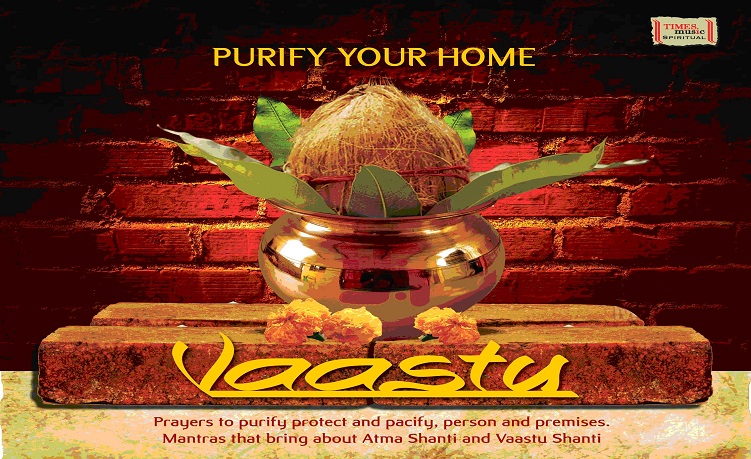 TIMES.
music
SPIRITUAL
PURIFY YOUR HOME
Vaastu
Prayers to purify protect and pacify, person and premises.
Mantras that bring about Atma Shanti and Vaastu Shanti